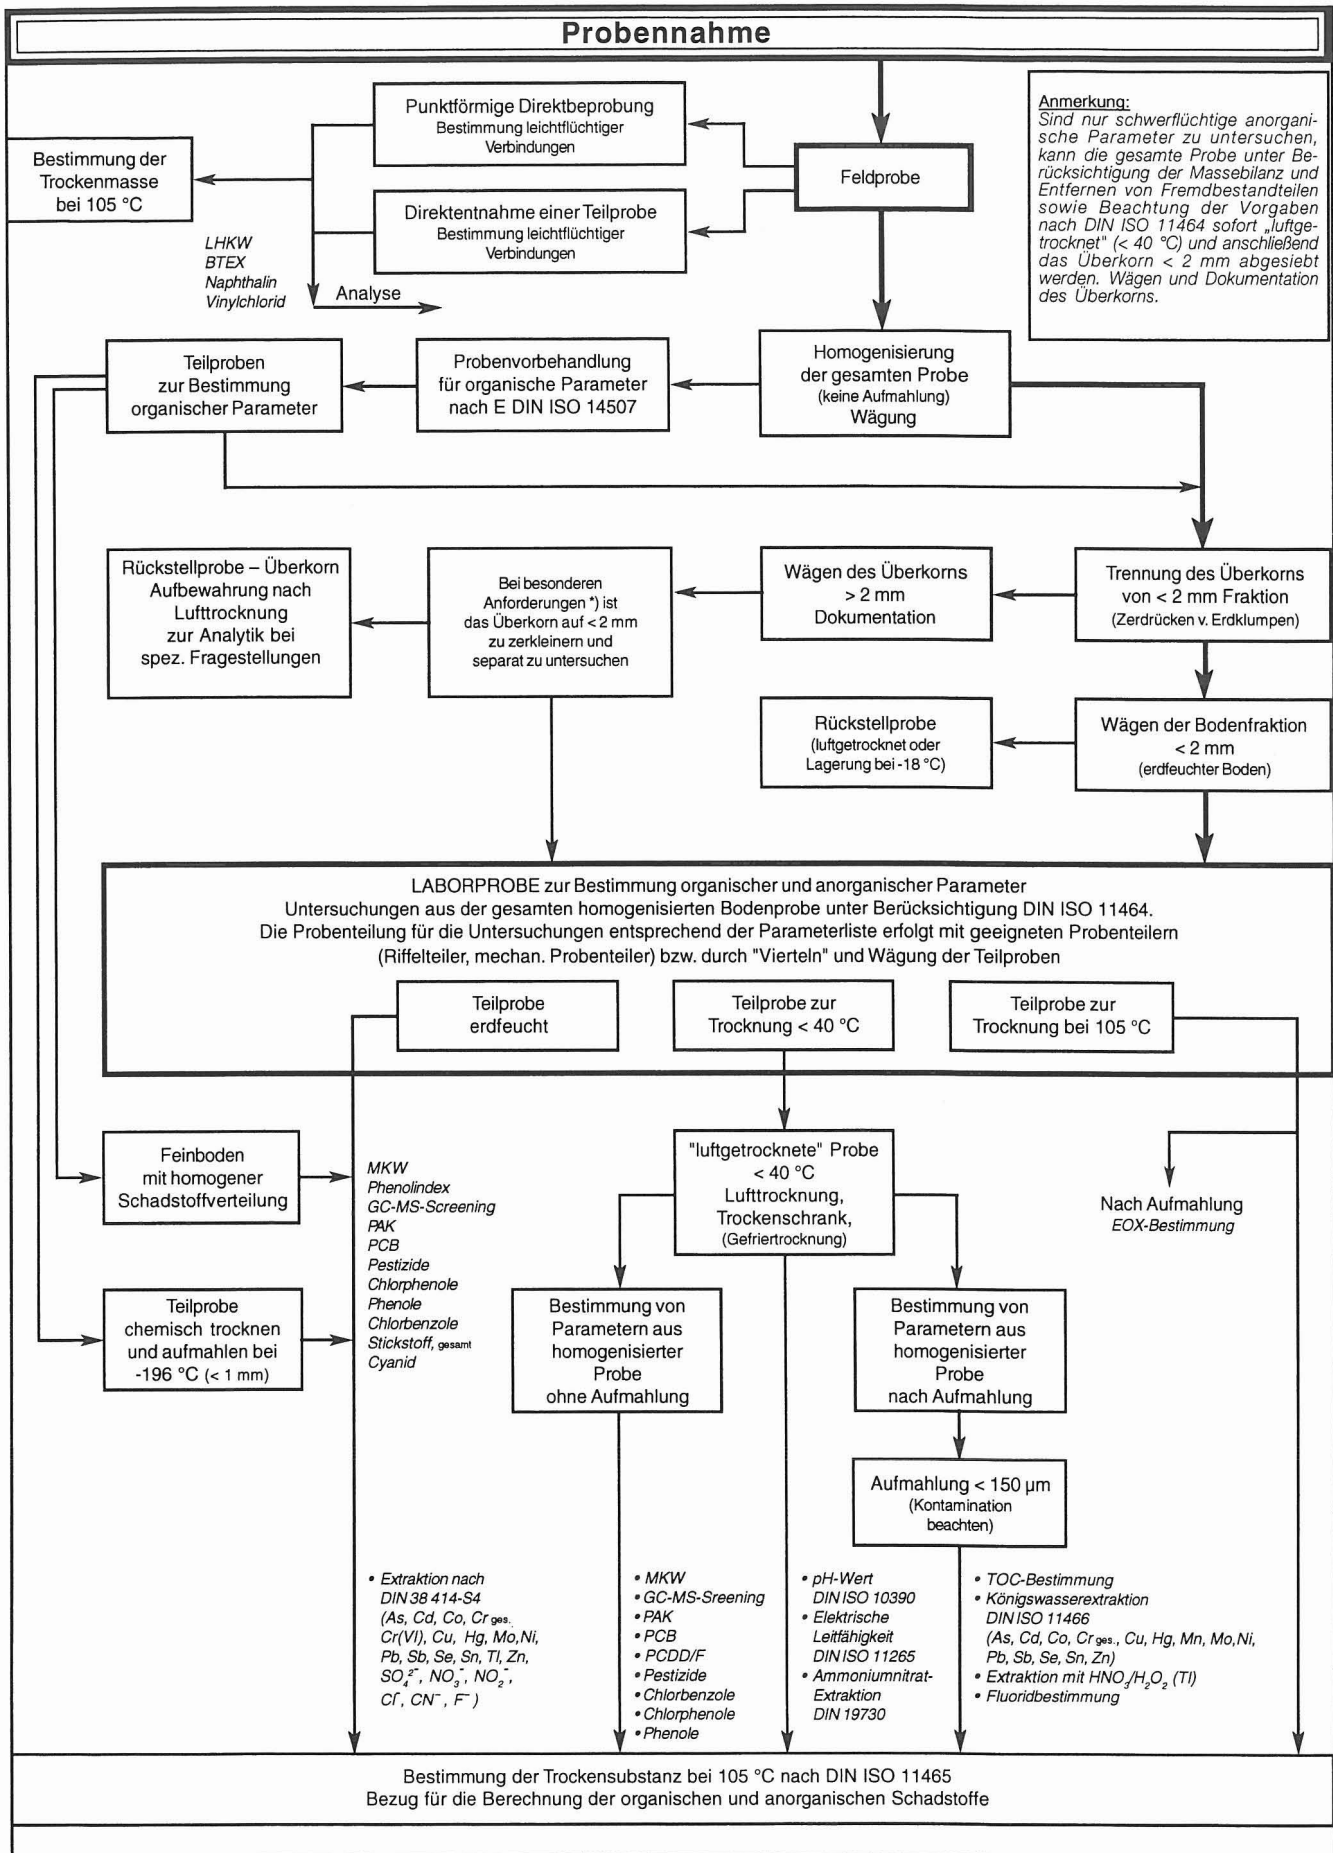 Probennahme
Punktförmige Direktbeprobung
Bestimmung leichtflüchtiger
Verbindungen
Anmerkung:
Sind nur schwerflüchtige anorgani-
sche Parameter zu untersuchen,
kann die gesamte Probe unter Be-
rücksichtigung der Massebilanz und
Entfernen von Fremdbestandteilen
sowie Beachtung der Vorgaben
nach DIN ISO 11464 sofort „luftge-
trocknet" (< 40 °C) und anschließend
das Überkorn < 2 mm abgesiebt
werden. Wägen und Dokumentation
des Überkorns.
Bestimmung der
Trockenmasse
bei 105 °C
Feldprobe
Direktentnahme einer Teilprobe
Bestimmung leichtflüchtiger
Verbindungen
LHKW
BTEX
Naphthalin
Vinylchlorid
Analyse
Teilproben
zur Bestimmung
organischer Parameter
Probenvorbehandlung
für organische Parameter
nach E DIN ISO 14507
Homogenisierung
der gesamten Probe
(keine Aufmahlung)
Wägung
Rückstellprobe – Überkorn
Aufbewahrung nach
Lufttrocknung
zur Analytik bei
spez. Fragestellungen
Bei besonderen
Anforderungen *) ist
das Überkorn auf < 2 mm
zu zerkleinern und
separat zu untersuchen
Wägen des Überkorns
> 2 mm
Dokumentation
Trennung des Überkorns
von < 2 mm Fraktion
(Zerdrücken v. Erdklumpen)
Rückstellprobe
(luftgetrocknet oder
Lagerung bei -18 °C)
Wägen der Bodenfraktion
< 2 mm
(erdfeuchter Boden)
LABORPROBE zur Bestimmung organischer und anorganischer Parameter
Untersuchungen aus der gesamten homogenisierten Bodenprobe unter Berücksichtigung DIN ISO 11464.
Die Probenteilung für die Untersuchungen entsprechend der Parameterliste erfolgt mit geeigneten Probenteilern
(Riffelteiler, mechan. Probenteiler) bzw. durch "Vierteln" und Wägung der Teilproben
Teilprobe
erdfeucht
Teilprobe zur
Trocknung < 40 °C
Teilprobe zur
Trocknung bei 105 °C
Feinboden
mit homogener
Schadstoffverteilung
MKW
Phenolindex
GC-MS-Screening
PAK
PCB
Pestizide
Chlorphenole
Phenole
Chlorbenzole
Stickstoff, gesamt
Cyanid
"luftgetrocknete" Probe
< 40 °C
Lufttrocknung,
Trockenschrank,
(Gefriertrocknung)
Nach Aufmahlung
EOX-Bestimmung
Teilprobe
chemisch trocknen
und aufmahlen bei
-196 °C (< 1 mm)
Bestimmung von
Parametern aus
homogenisierter
Probe
ohne Aufmahlung
Bestimmung von
Parametern aus
homogenisierter
Probe
nach Aufmahlung
Aufmahlung < 150 µm
(Kontamination
beachten)
• Extraktion nach
DIN 38 414-S4
(As, Cd, Co, Cr ges.
Cr(VI), Cu, Hg, Mo,Ni,
Pb, Sb, Se, Sn, Tl, Zn,
SO₄²⁻, NO₃⁻, NO₂⁻,
Cl⁻, CN⁻, F⁻ )
• MKW
• GC-MS-Sreening
• PAK
• PCB
• PCDD/F
• Pestizide
• Chlorbenzole
• Chlorphenole
• Phenole
• pH-Wert
DIN ISO 10390
• Elektrische
Leitfähigkeit
DIN ISO 11265
• Ammoniumnitrat-
Extraktion
DIN 19730
• TOC-Bestimmung
• Königswasserextraktion
DIN ISO 11466
(As, Cd, Co, Cr ges., Cu, Hg, Mn, Mo,Ni,
Pb, Sb, Se, Sn, Zn)
• Extraktion mit HNO₃/H₂O₂ (Tl)
• Fluoridbestimmung
Bestimmung der Trockensubstanz bei 105 °C nach DIN ISO 11465
Bezug für die Berechnung der organischen und anorganischen Schadstoffe